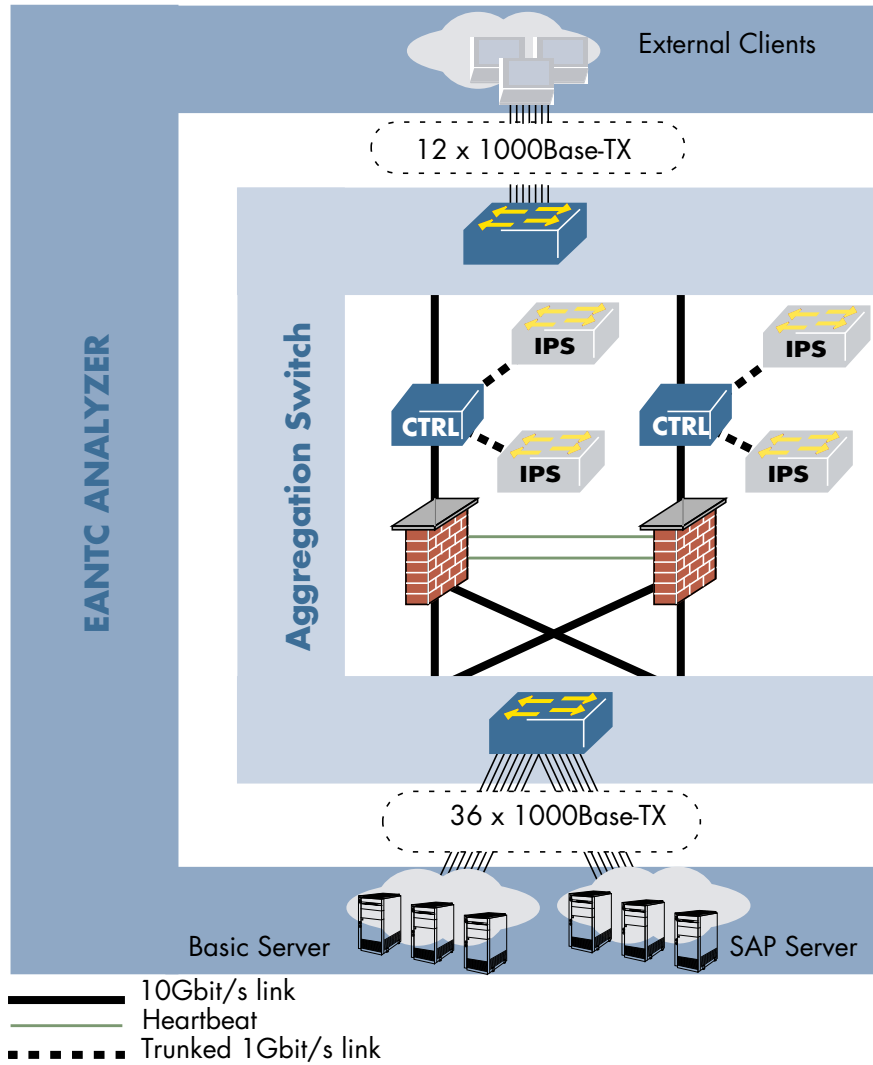 External Clients
12 x 1000Base-TX
EANTC ANALYZER
Aggregation Switch
IPS
IPS
CTRL
CTRL
IPS
IPS
36 x 1000Base-TX
Basic Server
SAP Server
10Gbit/s link
Heartbeat
Trunked 1Gbit/s link